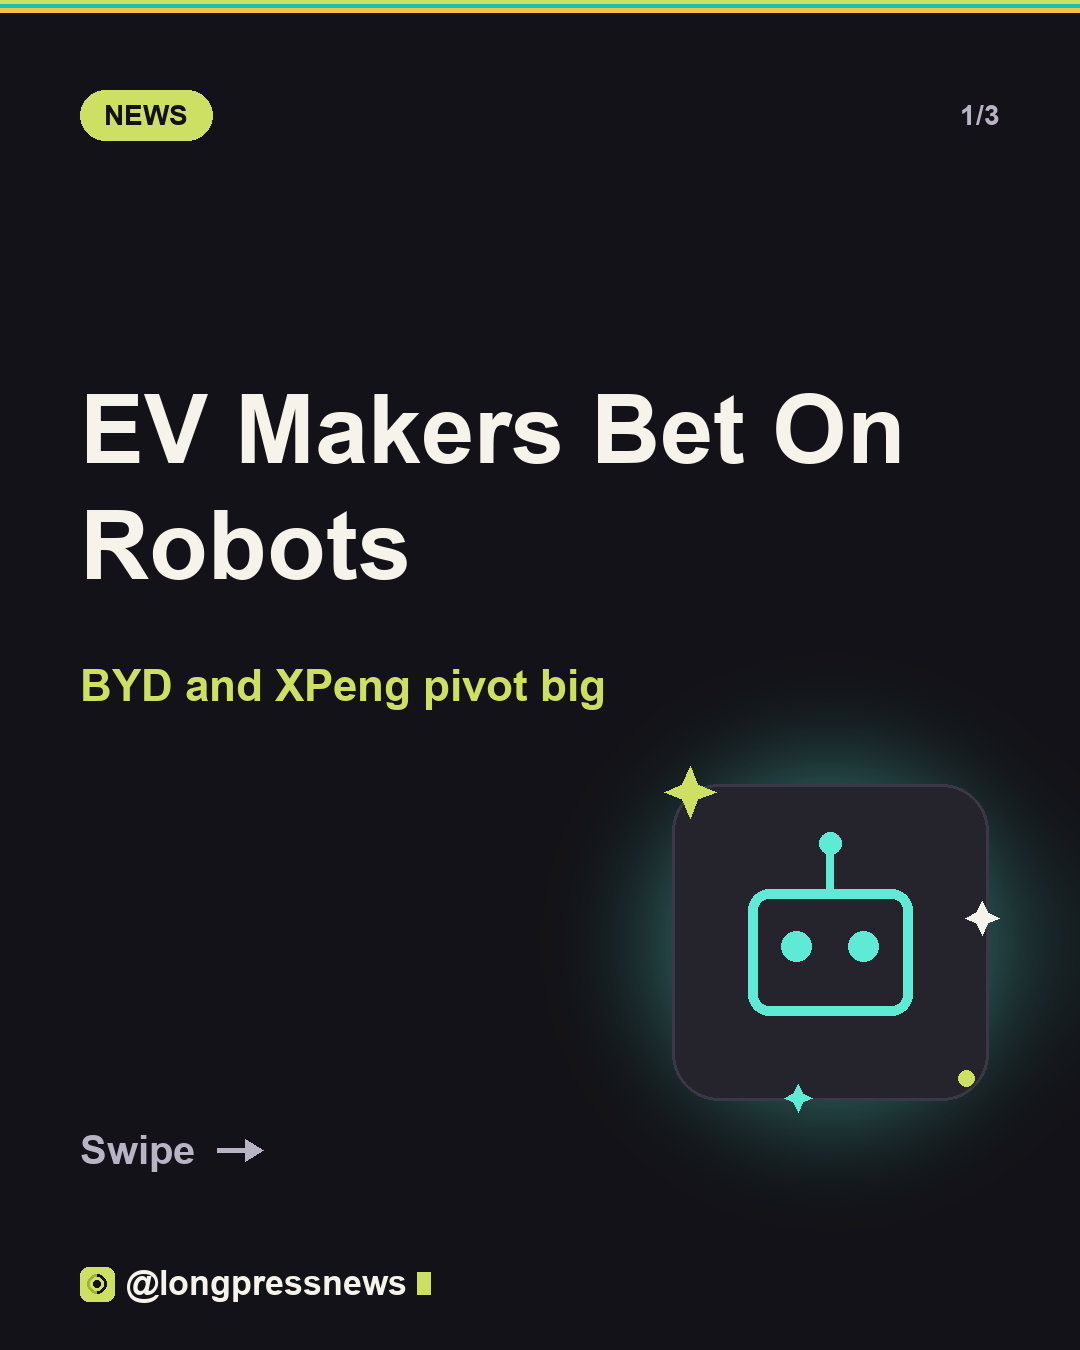 NEWS
1/3
EV Makers Bet On
Robots
BYD and XPeng pivot big
Swipe
@longpressnews